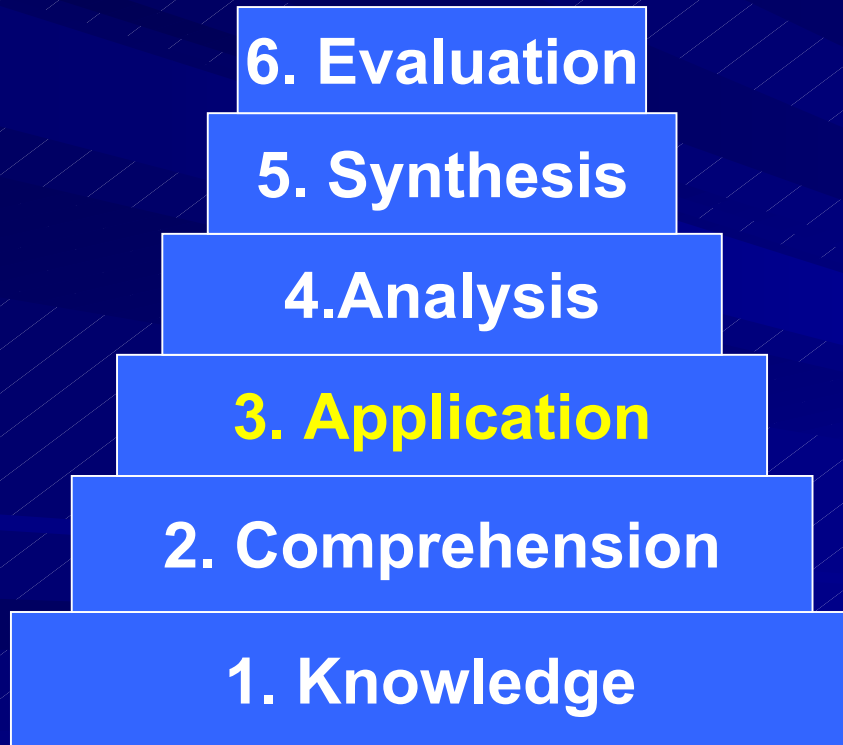 6. Evaluation
5. Synthesis
4.Analysis
3. Application
2. Comprehension
1. Knowledge